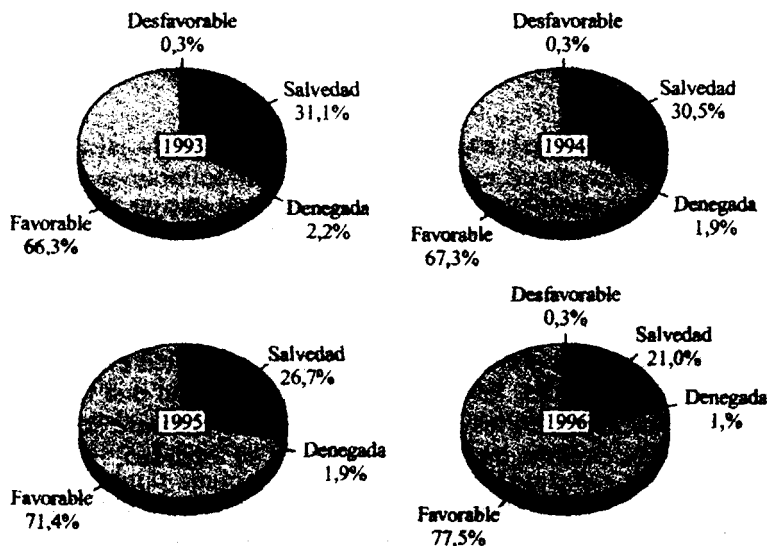 Desfavorable
0,3%
Salvedad
31,1%
1993
Denegada
2,2%
Favorable
66,3%
Desfavorable
0,3%
Salvedad
30,5%
1994
Denegada
1,9%
Favorable
67,3%
Salvedad
26,7%
1995
Denegada
1,9%
Favorable
71,4%
Desfavorable
0,3%
Salvedad
21,0%
1996
Denegada
1,%
Favorable
77,5%